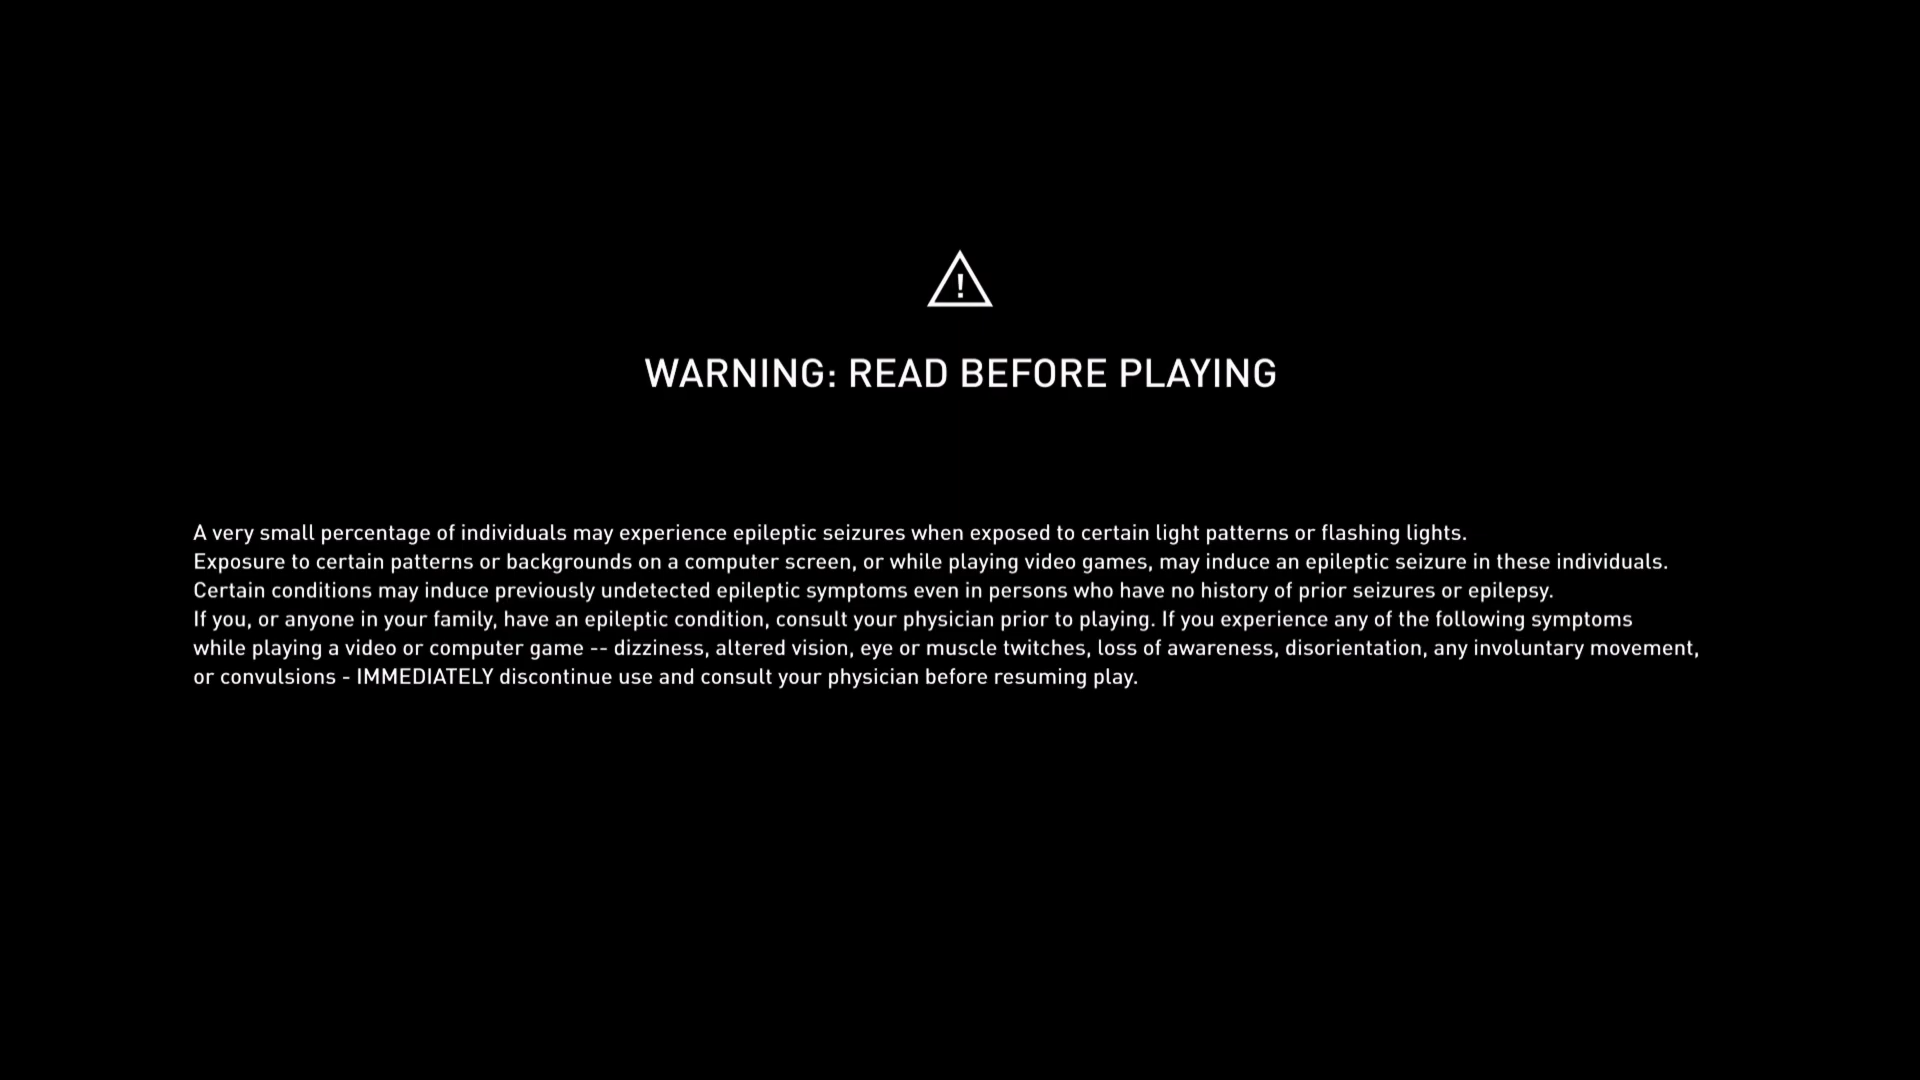 !
WARNING: READ BEFORE PLAYING
A very small percentage of individuals may experience epileptic seizures when exposed to certain light patterns or flashing lights.
Exposure to certain patterns or backgrounds on a computer screen, or while playing video games, may induce an epileptic seizure in these individuals.
Certain conditions may induce previously undetected epileptic symptoms even in persons who have no history of prior seizures or epilepsy.
If you, or anyone in your family, have an epileptic condition, consult your physician prior to playing. If you experience any of the following symptoms
while playing a video or computer game -- dizziness, altered vision, eye or muscle twitches, loss of awareness, disorientation, any involuntary movement,
or convulsions - IMMEDIATELY discontinue use and consult your physician before resuming play.